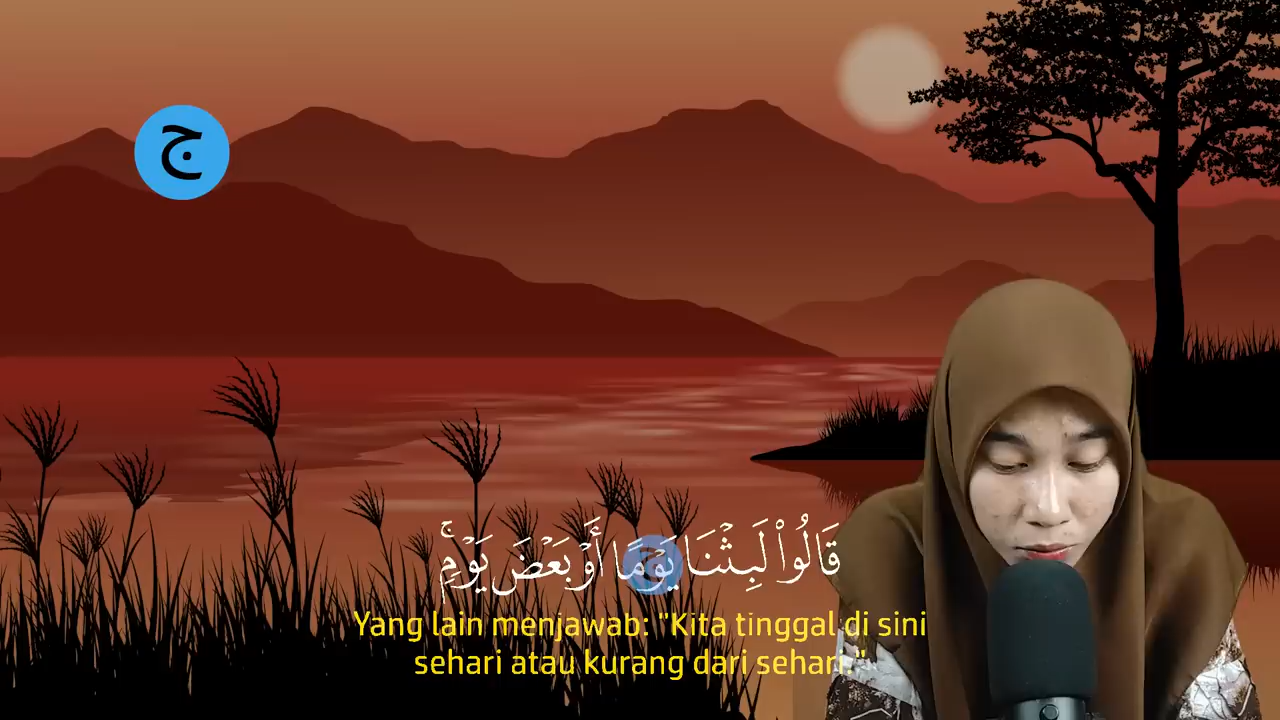 ج
قَالُوا۟ لَبِثْنَا يَوْمًا أَوْ بَعْضَ يَوْمٍۚ
Yang lain menjawab: "Kita tinggal di sini
sehari atau kurang dari sehari."